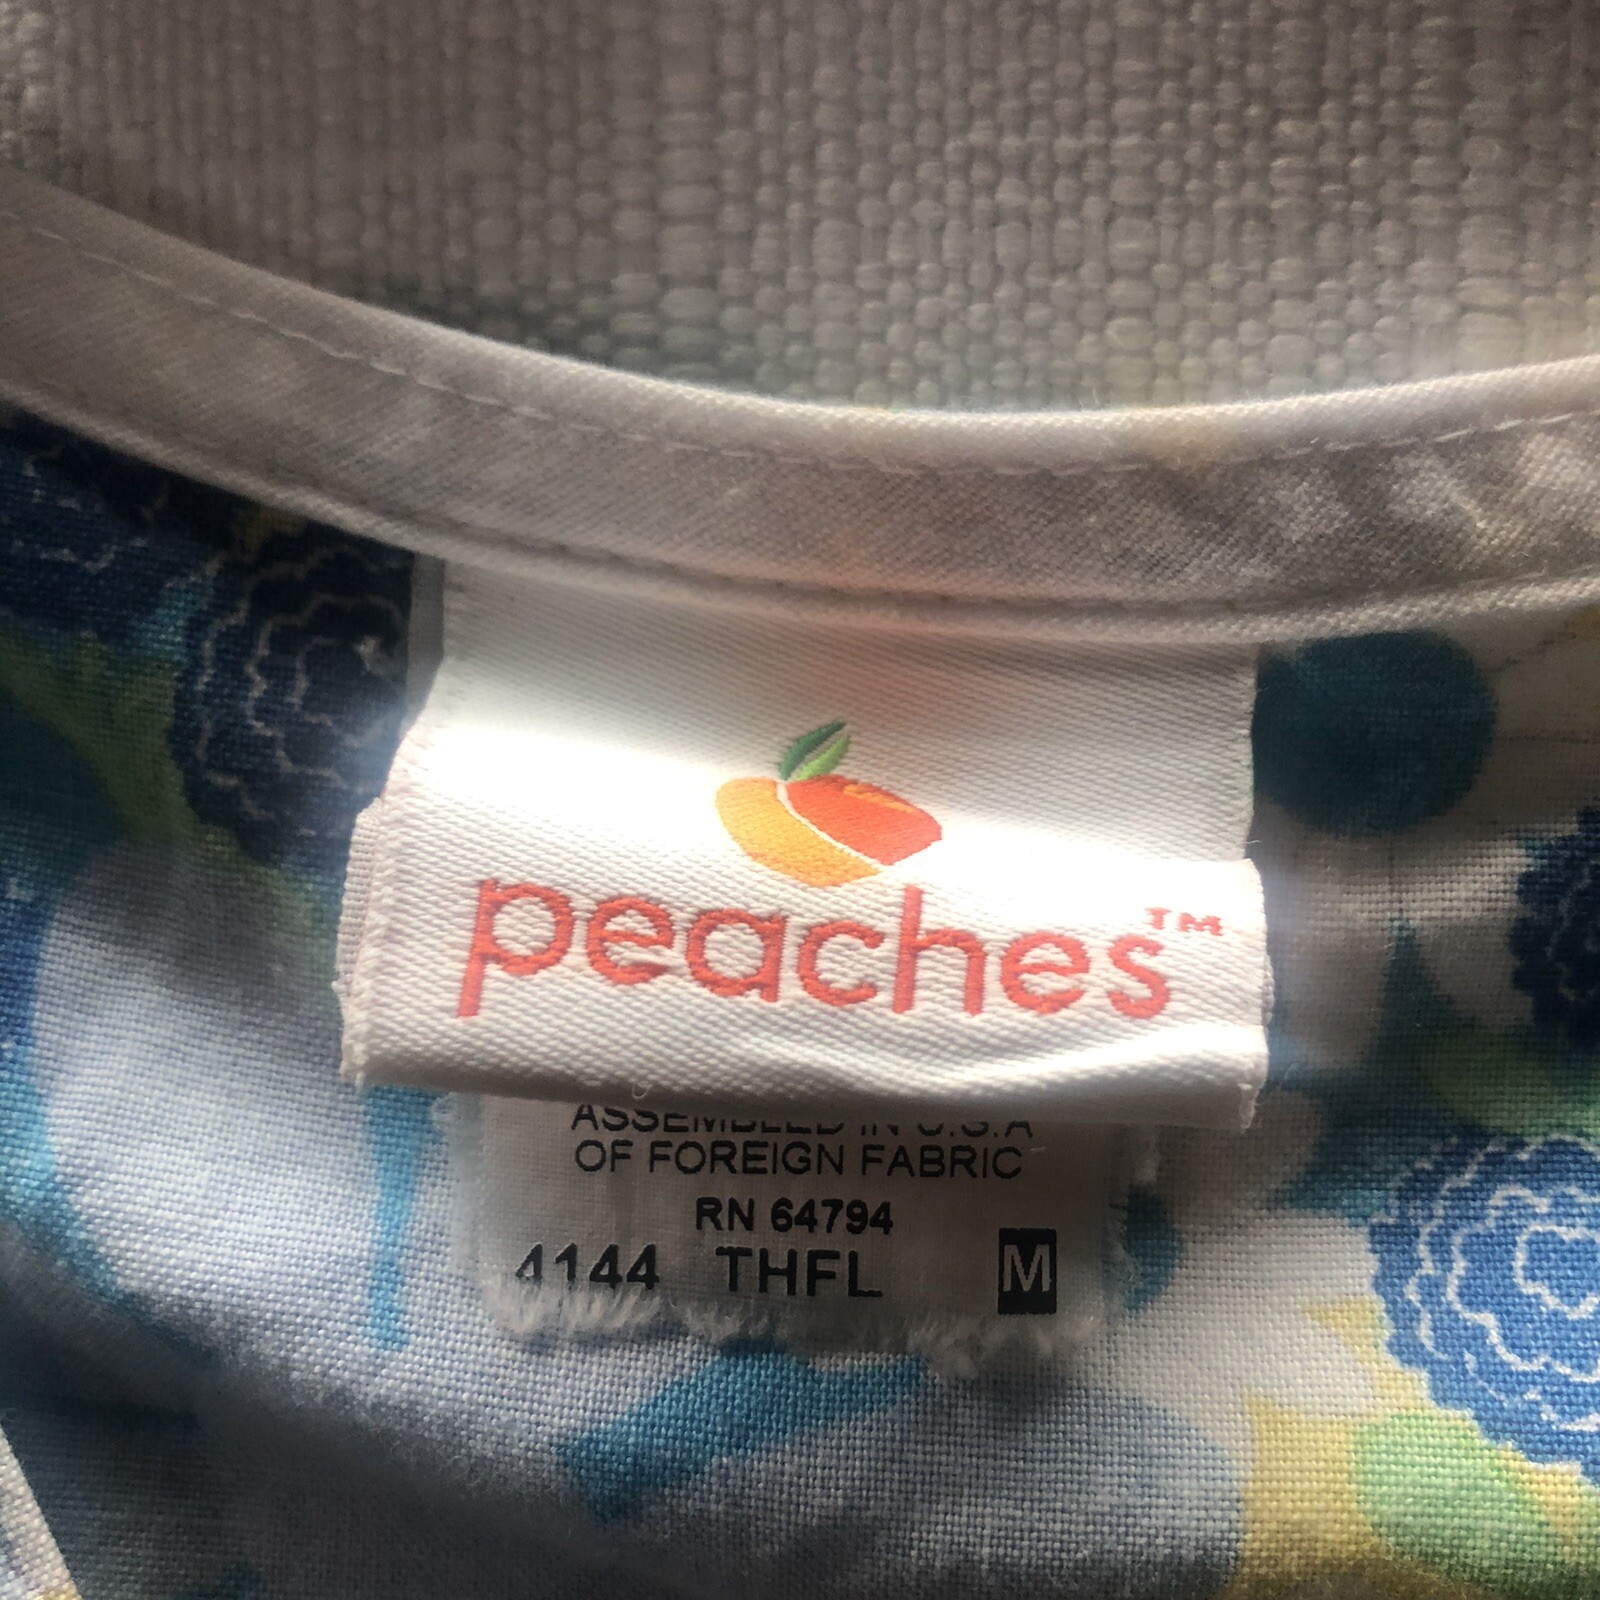 peaches™
ASSEMBLED IN U.S.A
OF FOREIGN FABRIC
RN 64794
4144 THFL M